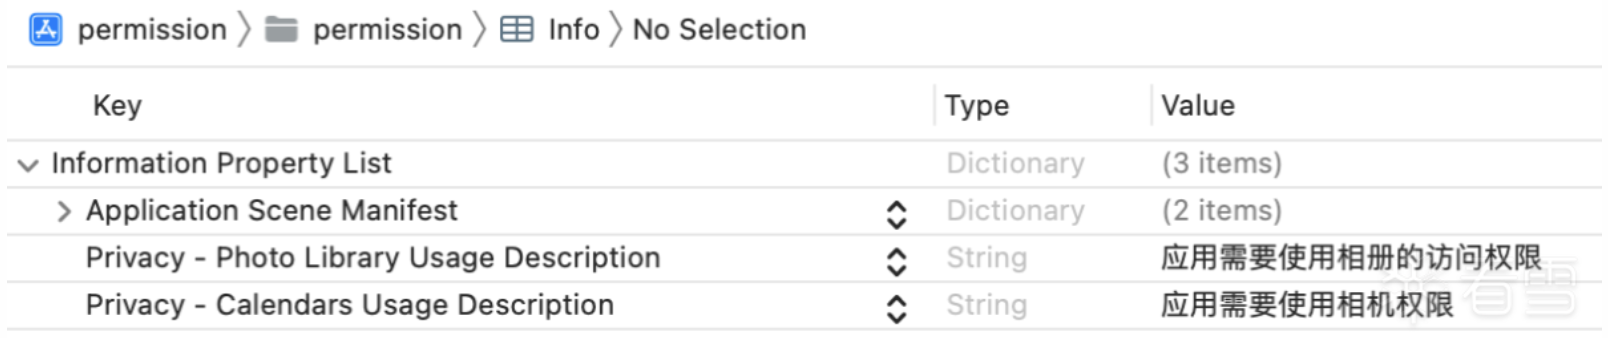 permission 〉 permission 〉 Info 〉 No Selection
Key Type Value
Information Property List Dictionary (3 items)
Application Scene Manifest Dictionary (2 items)
Privacy - Photo Library Usage Description String 应用需要使用相册的访问权限
Privacy - Calendars Usage Description String 应用需要使用相机权限
看雪